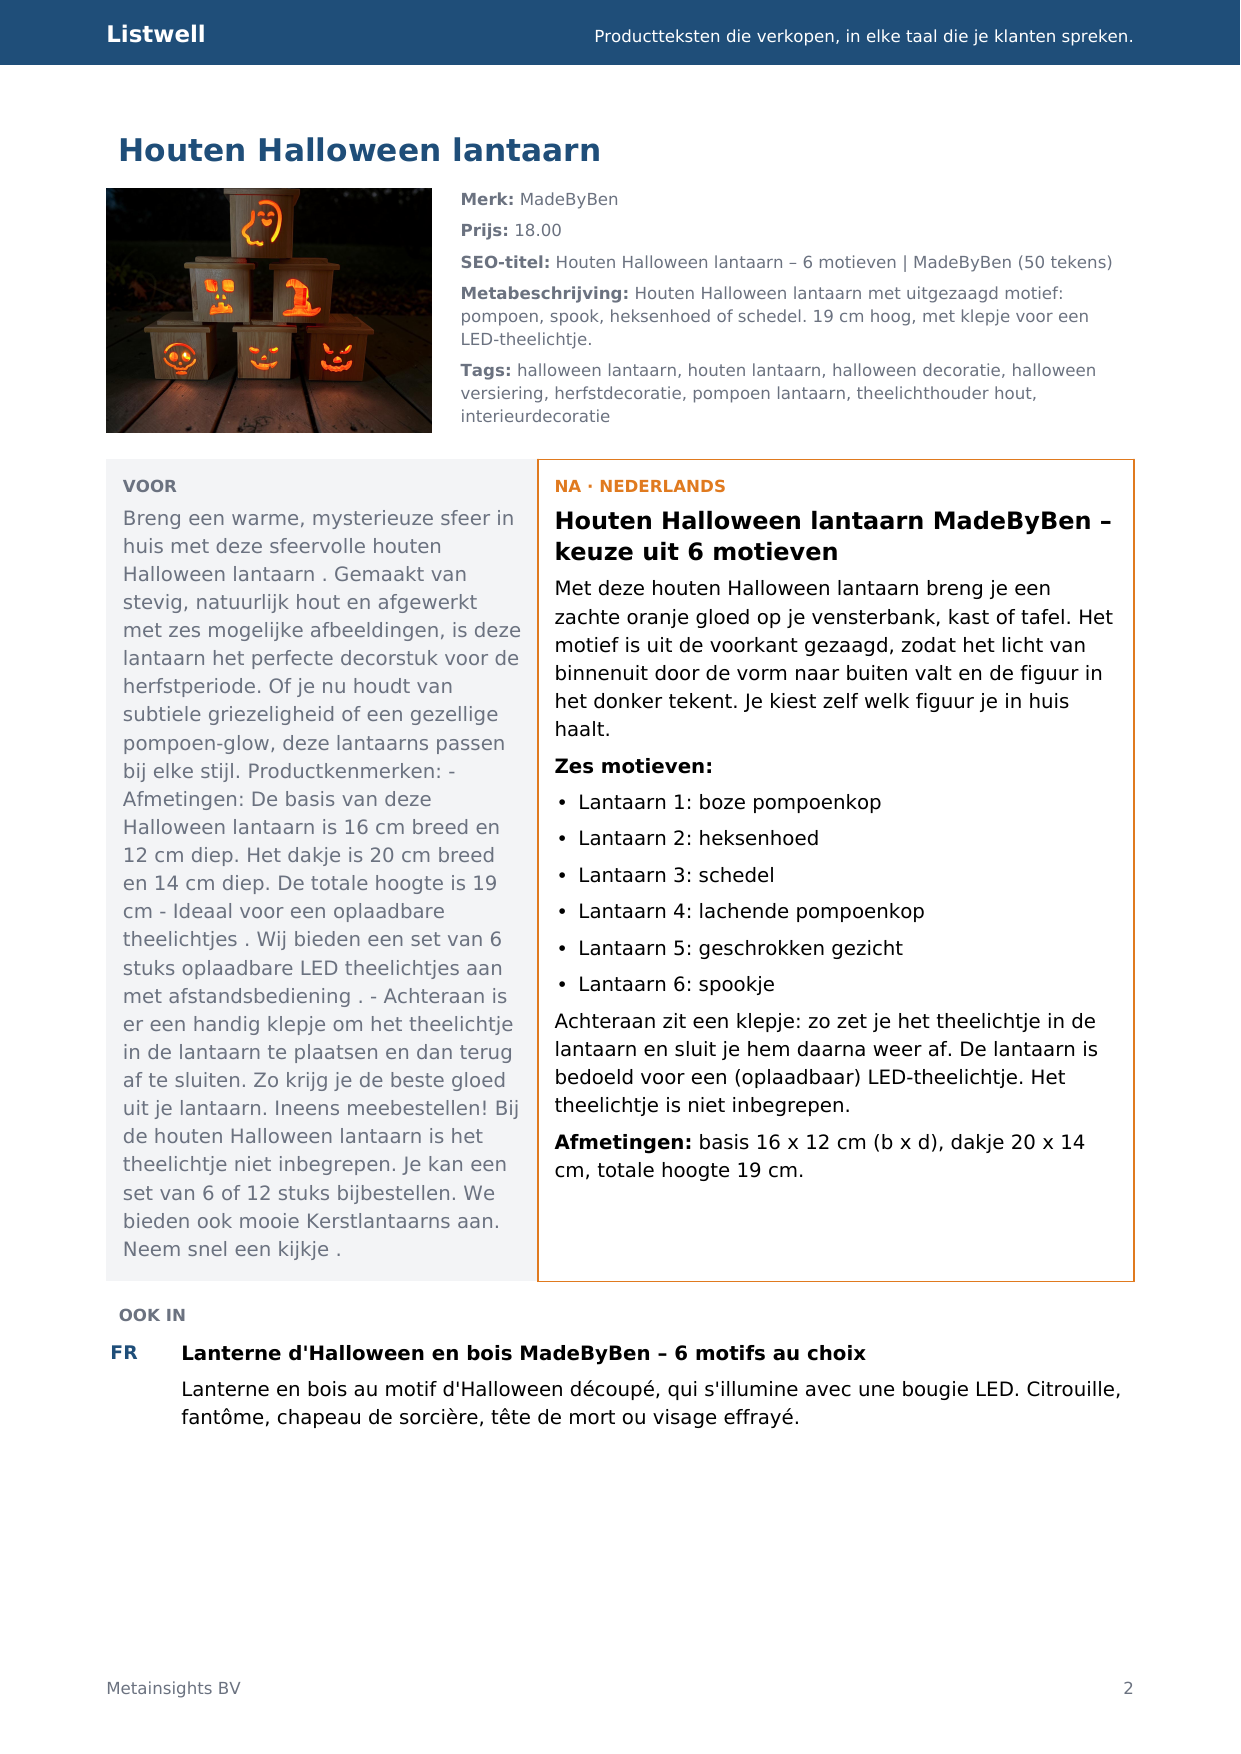 Listwell
Productteksten die verkopen, in elke taal die je klanten spreken.
Houten Halloween lantaarn
Merk: MadeByBen
Prijs: 18.00
SEO-titel: Houten Halloween lantaarn – 6 motieven | MadeByBen (50 tekens)
Metabeschrijving: Houten Halloween lantaarn met uitgezaagd motief:
pompoen, spook, heksenhoed of schedel. 19 cm hoog, met klepje voor een
LED-theelichtje.
Tags: halloween lantaarn, houten lantaarn, halloween decoratie, halloween
versiering, herfstdecoratie, pompoen lantaarn, theelichthouder hout,
interieurdecoratie
VOOR
Breng een warme, mysterieuze sfeer in
huis met deze sfeervolle houten
Halloween lantaarn . Gemaakt van
stevig, natuurlijk hout en afgewerkt
met zes mogelijke afbeeldingen, is deze
lantaarn het perfecte decorstuk voor de
herfstperiode. Of je nu houdt van
subtiele griezeligheid of een gezellige
pompoen-glow, deze lantaarns passen
bij elke stijl. Productkenmerken: -
Afmetingen: De basis van deze
Halloween lantaarn is 16 cm breed en
12 cm diep. Het dakje is 20 cm breed
en 14 cm diep. De totale hoogte is 19
cm - Ideaal voor een oplaadbare
theelichtjes . Wij bieden een set van 6
stuks oplaadbare LED theelichtjes aan
met afstandsbediening . - Achteraan is
er een handig klepje om het theelichtje
in de lantaarn te plaatsen en dan terug
af te sluiten. Zo krijg je de beste gloed
uit je lantaarn. Ineens meebestellen! Bij
de houten Halloween lantaarn is het
theelichtje niet inbegrepen. Je kan een
set van 6 of 12 stuks bijbestellen. We
bieden ook mooie Kerstlantaarns aan.
Neem snel een kijkje .
NA · NEDERLANDS
Houten Halloween lantaarn MadeByBen –
keuze uit 6 motieven
Met deze houten Halloween lantaarn breng je een
zachte oranje gloed op je vensterbank, kast of tafel. Het
motief is uit de voorkant gezaagd, zodat het licht van
binnenuit door de vorm naar buiten valt en de figuur in
het donker tekent. Je kiest zelf welk figuur je in huis
haalt.
Zes motieven:
• Lantaarn 1: boze pompoenkop
• Lantaarn 2: heksenhoed
• Lantaarn 3: schedel
• Lantaarn 4: lachende pompoenkop
• Lantaarn 5: geschrokken gezicht
• Lantaarn 6: spookje
Achteraan zit een klepje: zo zet je het theelichtje in de
lantaarn en sluit je hem daarna weer af. De lantaarn is
bedoeld voor een (oplaadbaar) LED-theelichtje. Het
theelichtje is niet inbegrepen.
Afmetingen: basis 16 x 12 cm (b x d), dakje 20 x 14
cm, totale hoogte 19 cm.
OOK IN
FR
Lanterne d'Halloween en bois MadeByBen – 6 motifs au choix
Lanterne en bois au motif d'Halloween découpé, qui s'illumine avec une bougie LED. Citrouille,
fantôme, chapeau de sorcière, tête de mort ou visage effrayé.
Metainsights BV
2